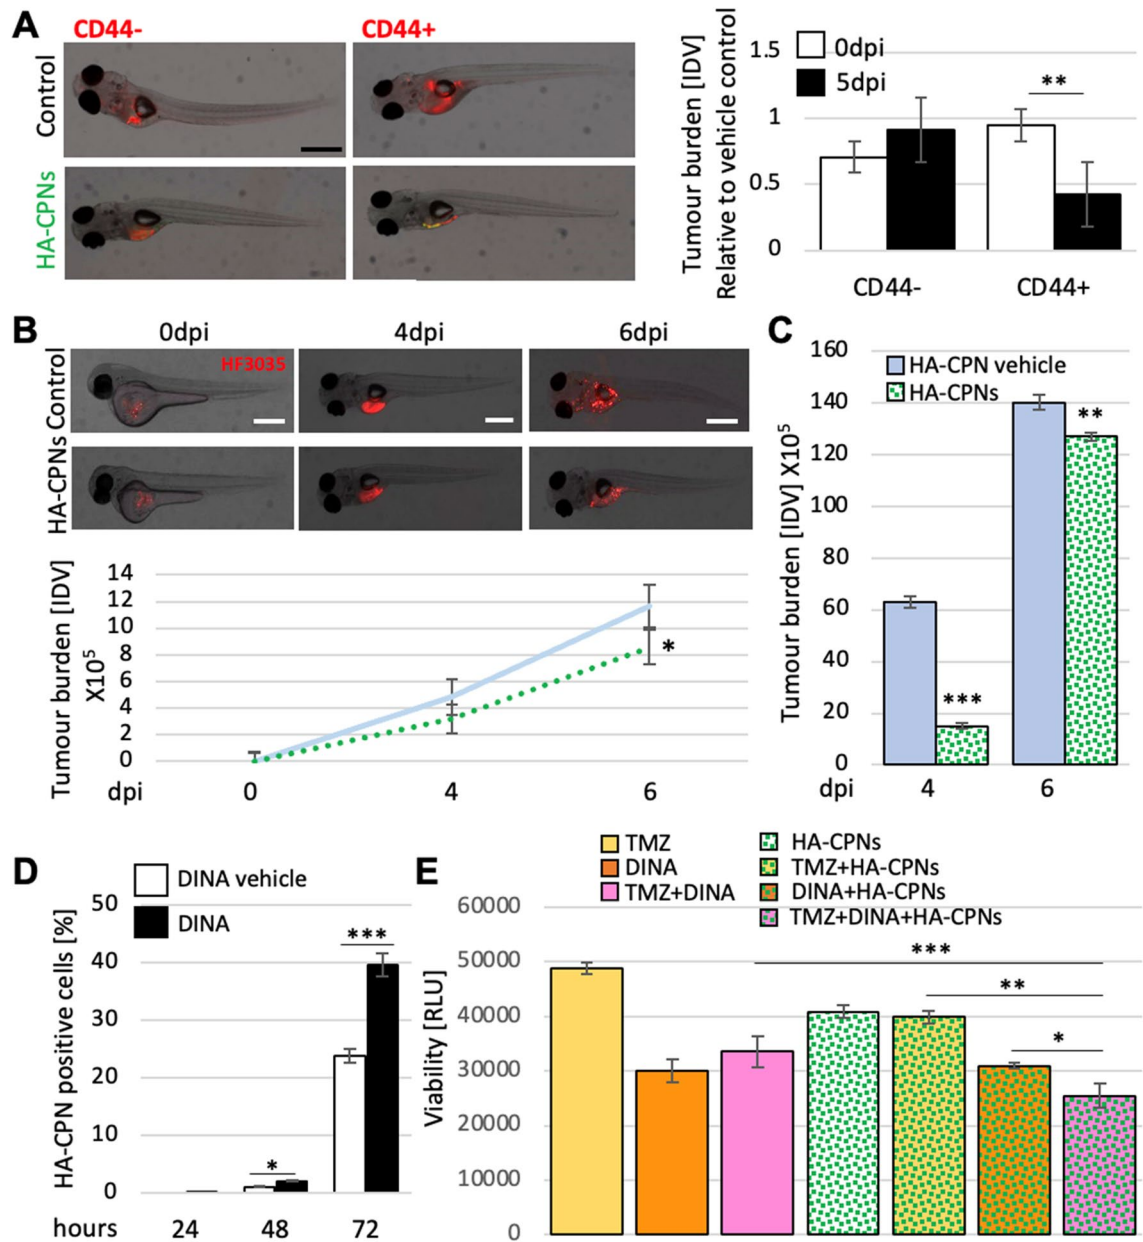 A
CD44-
CD44+
Control
HA-CPNs
Tumour burden [IDV]
Relative to vehicle control
1.5
1
0.5
0
0dpi
5dpi
**
CD44-
CD44+
B
0dpi
4dpi
6dpi
HF3035
Control
HA-CPNs
Tumour burden [IDV]
X10⁵
14
12
10
8
6
4
2
0
*
dpi
0
4
6
C
HA-CPN vehicle
HA-CPNs
Tumour burden [IDV] X10⁵
160
140
120
100
80
60
40
20
0
***
**
dpi
4
6
D
DINA vehicle
DINA
HA-CPN positive cells [%]
50
40
30
20
10
0
*
***
hours
24
48
72
E
TMZ
DINA
TMZ+DINA
HA-CPNs
TMZ+HA-CPNs
DINA+HA-CPNs
TMZ+DINA+HA-CPNs
Viability [RLU]
60000
50000
40000
30000
20000
10000
0
***
**
*